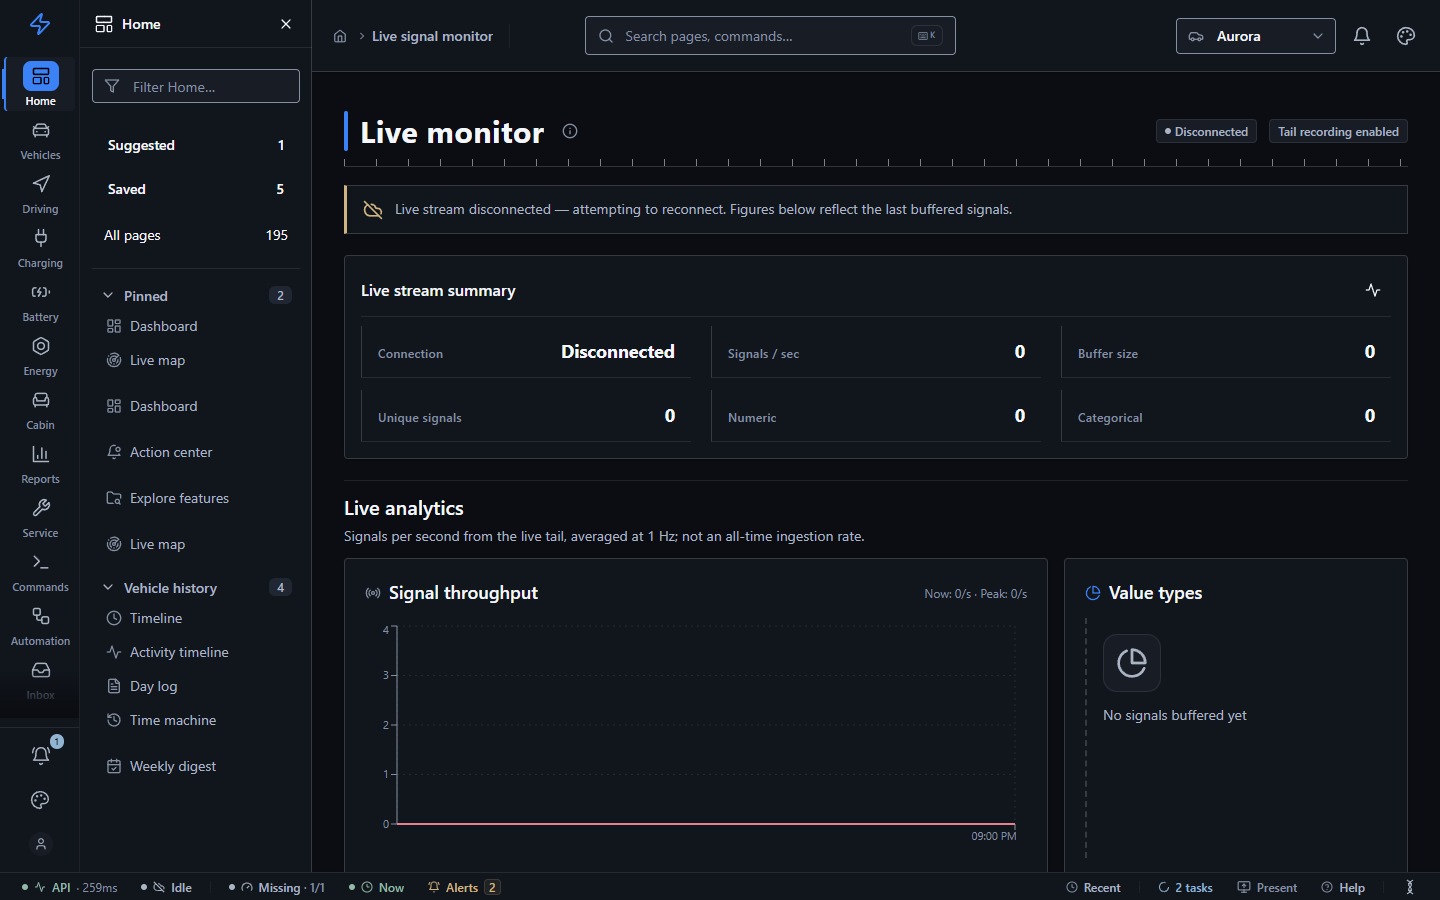 Home
Vehicles
Driving
Charging
Battery
Energy
Cabin
Reports
Service
Commands
Automation
Inbox
1
Home
Filter Home...
Suggested 1
Saved 5
All pages 195
Pinned 2
Dashboard
Live map
Dashboard
Action center
Explore features
Live map
Vehicle history 4
Timeline
Activity timeline
Day log
Time machine
Weekly digest
Live signal monitor
Search pages, commands... K
Aurora
Live monitor
Disconnected Tail recording enabled
Live stream disconnected — attempting to reconnect. Figures below reflect the last buffered signals.
Live stream summary
Connection Disconnected Signals / sec 0 Buffer size 0
Unique signals 0 Numeric 0 Categorical 0
Live analytics
Signals per second from the live tail, averaged at 1 Hz; not an all-time ingestion rate.
Signal throughput Now: 0/s · Peak: 0/s
4
3
2
1
0
09:00 PM
Value types
No signals buffered yet
API · 259ms Idle Missing · 1/1 Now Alerts 2 Recent 2 tasks Present Help